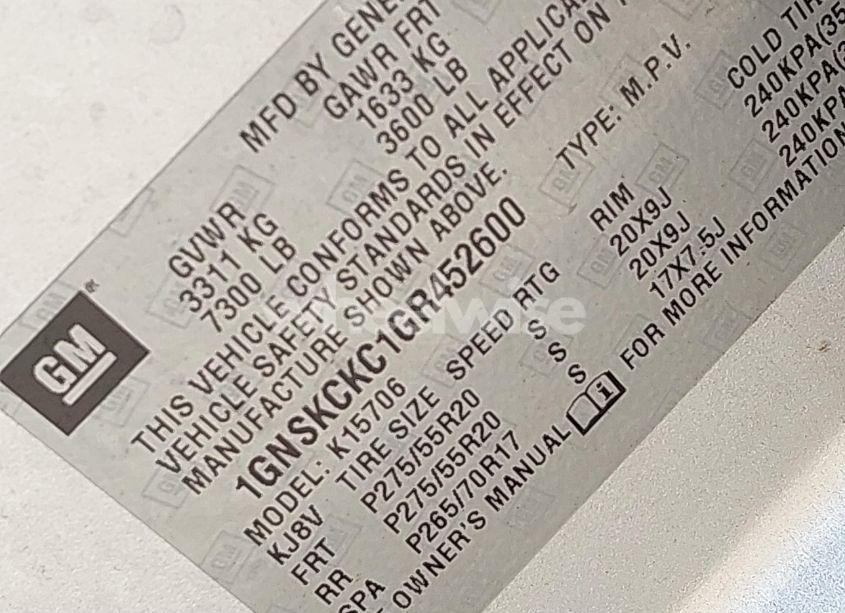 GM
MFD BY GENE
GVWR GAWR FRT
3311 KG 1633 KG
7300 LB 3600 LB
THIS VEHICLE CONFORMS TO ALL APPLICA
VEHICLE SAFETY STANDARDS IN EFFECT ON T
MANUFACTURE SHOWN ABOVE.
1GNSKCKC1GR452600 TYPE: M.P.V.
MODEL: K15706
KJ8V TIRE SIZE SPEED RTG RIM COLD TIR
FRT P275/55R20 S 20X9J 240KPA(35
RR P275/55R20 S 20X9J 240KPA(3
SPA P265/70R17 S 17X7.5J 240KPA
OWNER'S MANUAL i FOR MORE INFORMATION